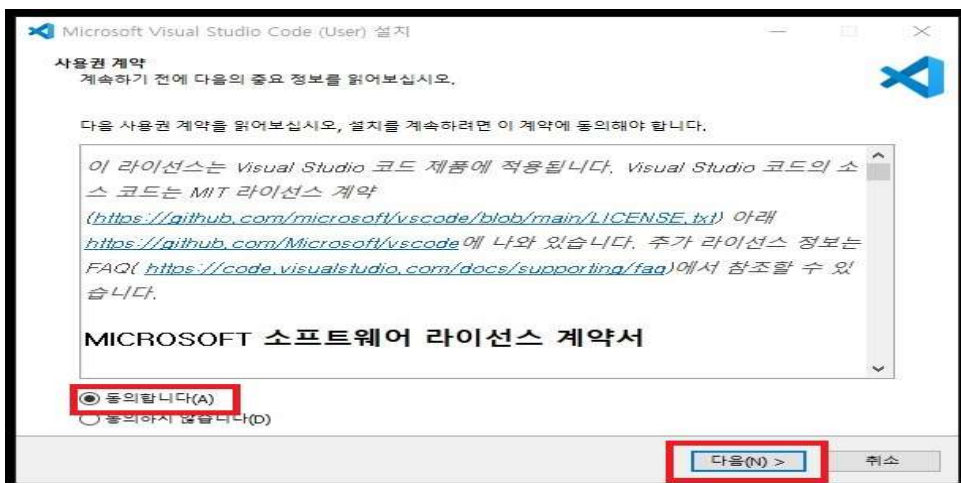 Microsoft Visual Studio Code (User) 설치
사용권 계약
계속하기 전에 다음의 중요 정보를 읽어보십시오.
다음 사용권 계약을 읽어보십시오, 설치를 계속하려면 이 계약에 동의해야 합니다.
이 라이선스는 Visual Studio 코드 제품에 적용됩니다. Visual Studio 코드의 소
스 코드는 MIT 라이선스 계약
(https://github.com/microsoft/vscode/blob/main/LICENSE.txt) 아래
https://github.com/Microsoft/vscode에 나와 있습니다. 추가 라이선스 정보는
FAQ( https://code.visualstudio.com/docs/supporting/faq)에서 참조할 수 있
습니다.
MICROSOFT 소프트웨어 라이선스 계약서
동의합니다(A)
동의하지 않습니다(D)
다음(N) >
취소